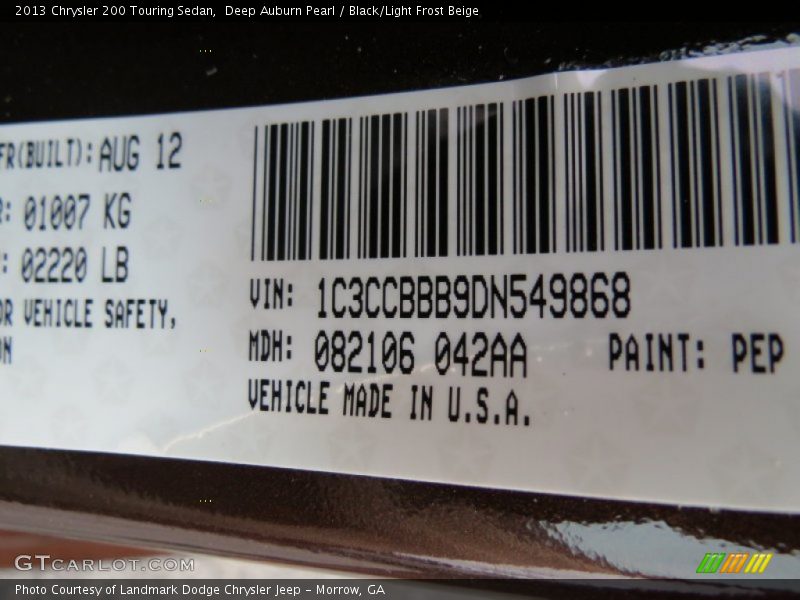 2013 Chrysler 200 Touring Sedan,  Deep Auburn Pearl / Black/Light Frost Beige
FR(BUILT): AUG 12
R: 01007 KG
: 02220 LB
OR VEHICLE SAFETY,
ON
VIN: 1C3CCBBB9DN549868
MDH: 082106 042AA PAINT: PEP
VEHICLE MADE IN U.S.A.
GTCARLOT.COM
Photo Courtesy of Landmark Dodge Chrysler Jeep – Morrow, GA